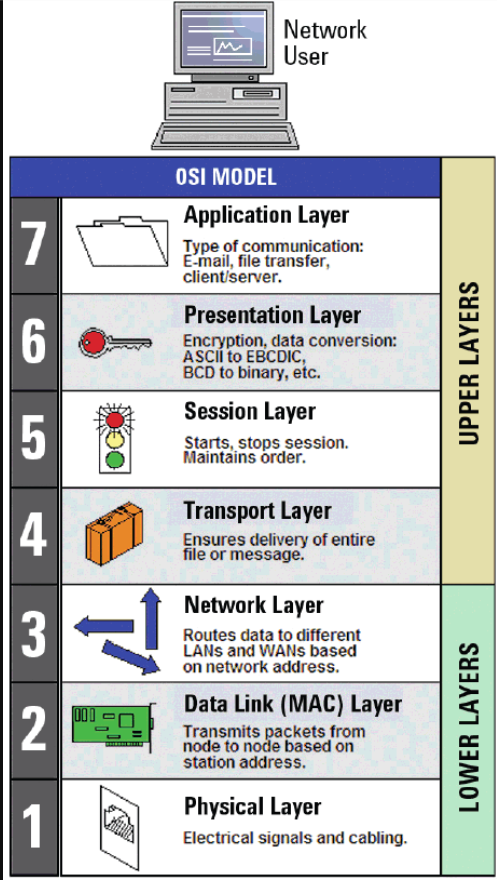 Network
User
OSI MODEL
7
Application Layer
Type of communication:
E-mail, file transfer,
client/server.
6
Presentation Layer
Encryption, data conversion:
ASCII to EBCDIC,
BCD to binary, etc.
5
Session Layer
Starts, stops session.
Maintains order.
4
Transport Layer
Ensures delivery of entire
file or message.
UPPER LAYERS
3
Network Layer
Routes data to different
LANs and WANs based
on network address.
2
Data Link (MAC) Layer
Transmits packets from
node to node based on
station address.
1
Physical Layer
Electrical signals and cabling.
LOWER LAYERS